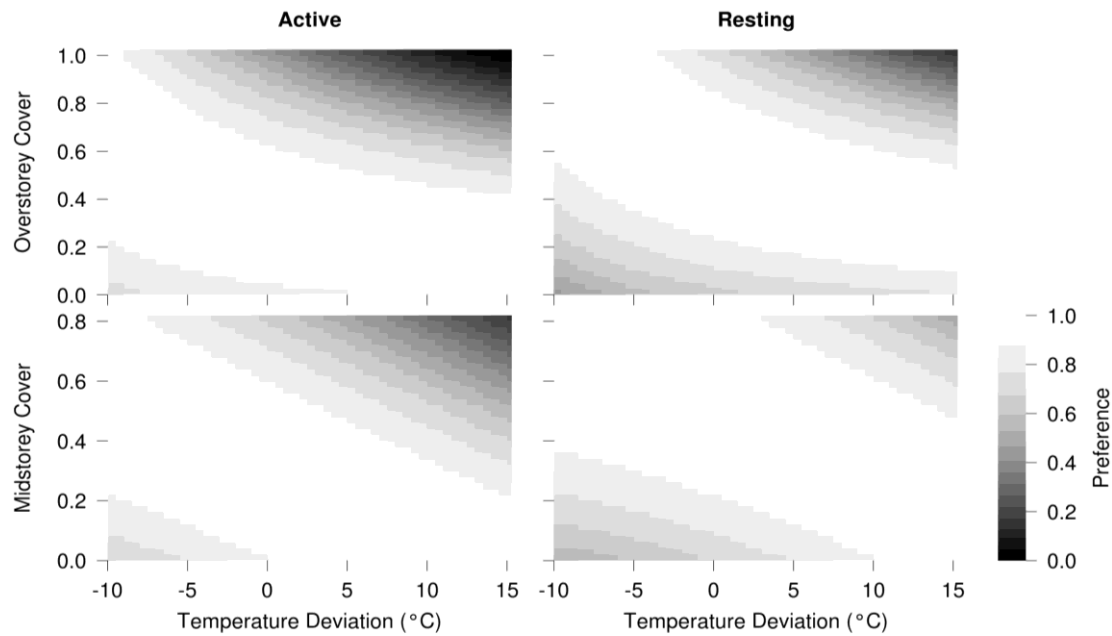 Active
Resting
Overstorey Cover
1.0
0.8
0.6
0.4
0.2
0.0
Midstorey Cover
0.8
0.6
0.4
0.2
0.0
-10 -5 0 5 10 15
-10 -5 0 5 10 15
Temperature Deviation (°C)
Temperature Deviation (°C)
1.0
0.8
0.6
0.4
0.2
0.0
Preference